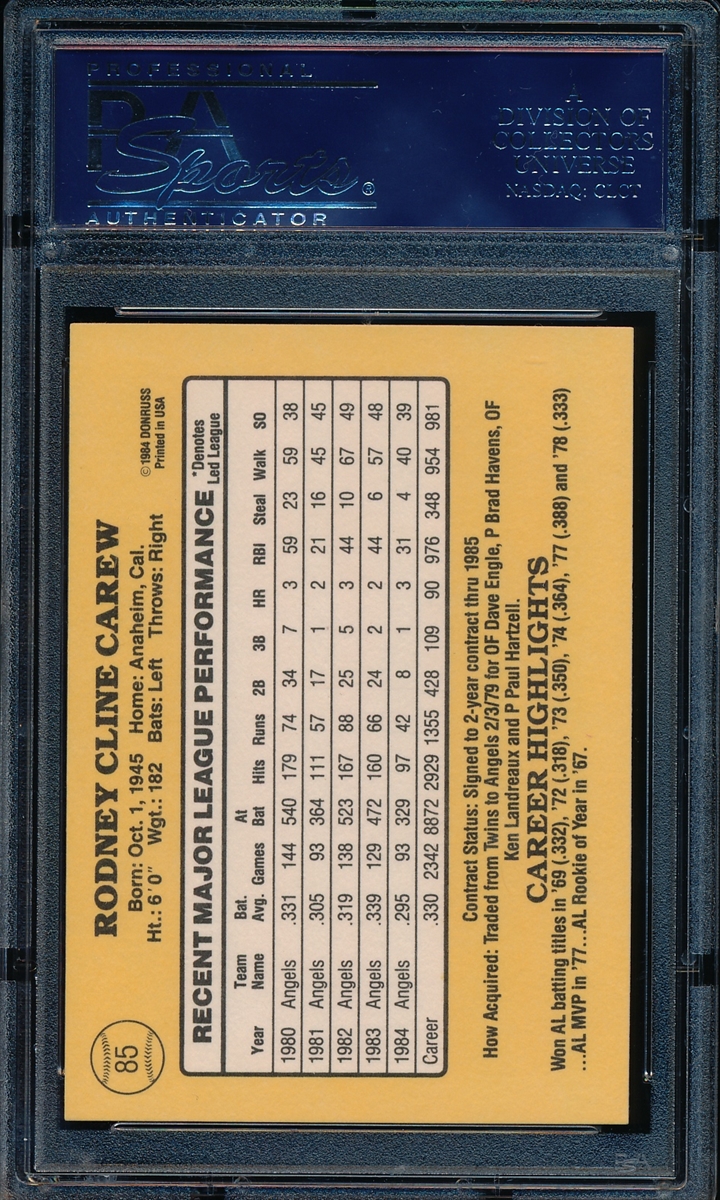 PROFESSIONAL
PSA
Sports®
AUTHENTICATOR
A
DIVISION OF
COLLECTORS
UNIVERSE
NASDAQ: CLCT
85
RODNEY CLINE CAREW
Born: Oct. 1, 1945 Home: Anaheim, Cal.
Ht.: 6'0" Wgt.: 182 Bats: Left Throws: Right
© 1984 DONRUSS
Printed in USA
RECENT MAJOR LEAGUE PERFORMANCE *Denotes Led League
Year Team Name Bat. Avg. Games At Bat Hits Runs 2B 3B HR RBI Steal Walk SO
1980 Angels .331 144 540 179 74 34 7 3 59 23 59 38
1981 Angels .305 93 364 111 57 17 1 2 21 16 45 45
1982 Angels .319 138 523 167 88 25 5 3 44 10 67 49
1983 Angels .339 129 472 160 66 24 2 2 44 6 57 48
1984 Angels .295 93 329 97 42 8 1 3 31 4 40 39
Career .330 2342 8872 2929 1355 428 109 90 976 348 954 981
Contract Status: Signed to 2-year contract thru 1985
How Acquired: Traded from Twins to Angels 2/3/79 for OF Dave Engle, P Brad Havens, OF
Ken Landreaux and P Paul Hartzell.
CAREER HIGHLIGHTS
Won AL batting titles in '69 (.332), '72 (.318), '73 (.350), '74 (.364), '77 (.388) and '78 (.333)
...AL MVP in '77...AL Rookie of Year in '67.
PSA